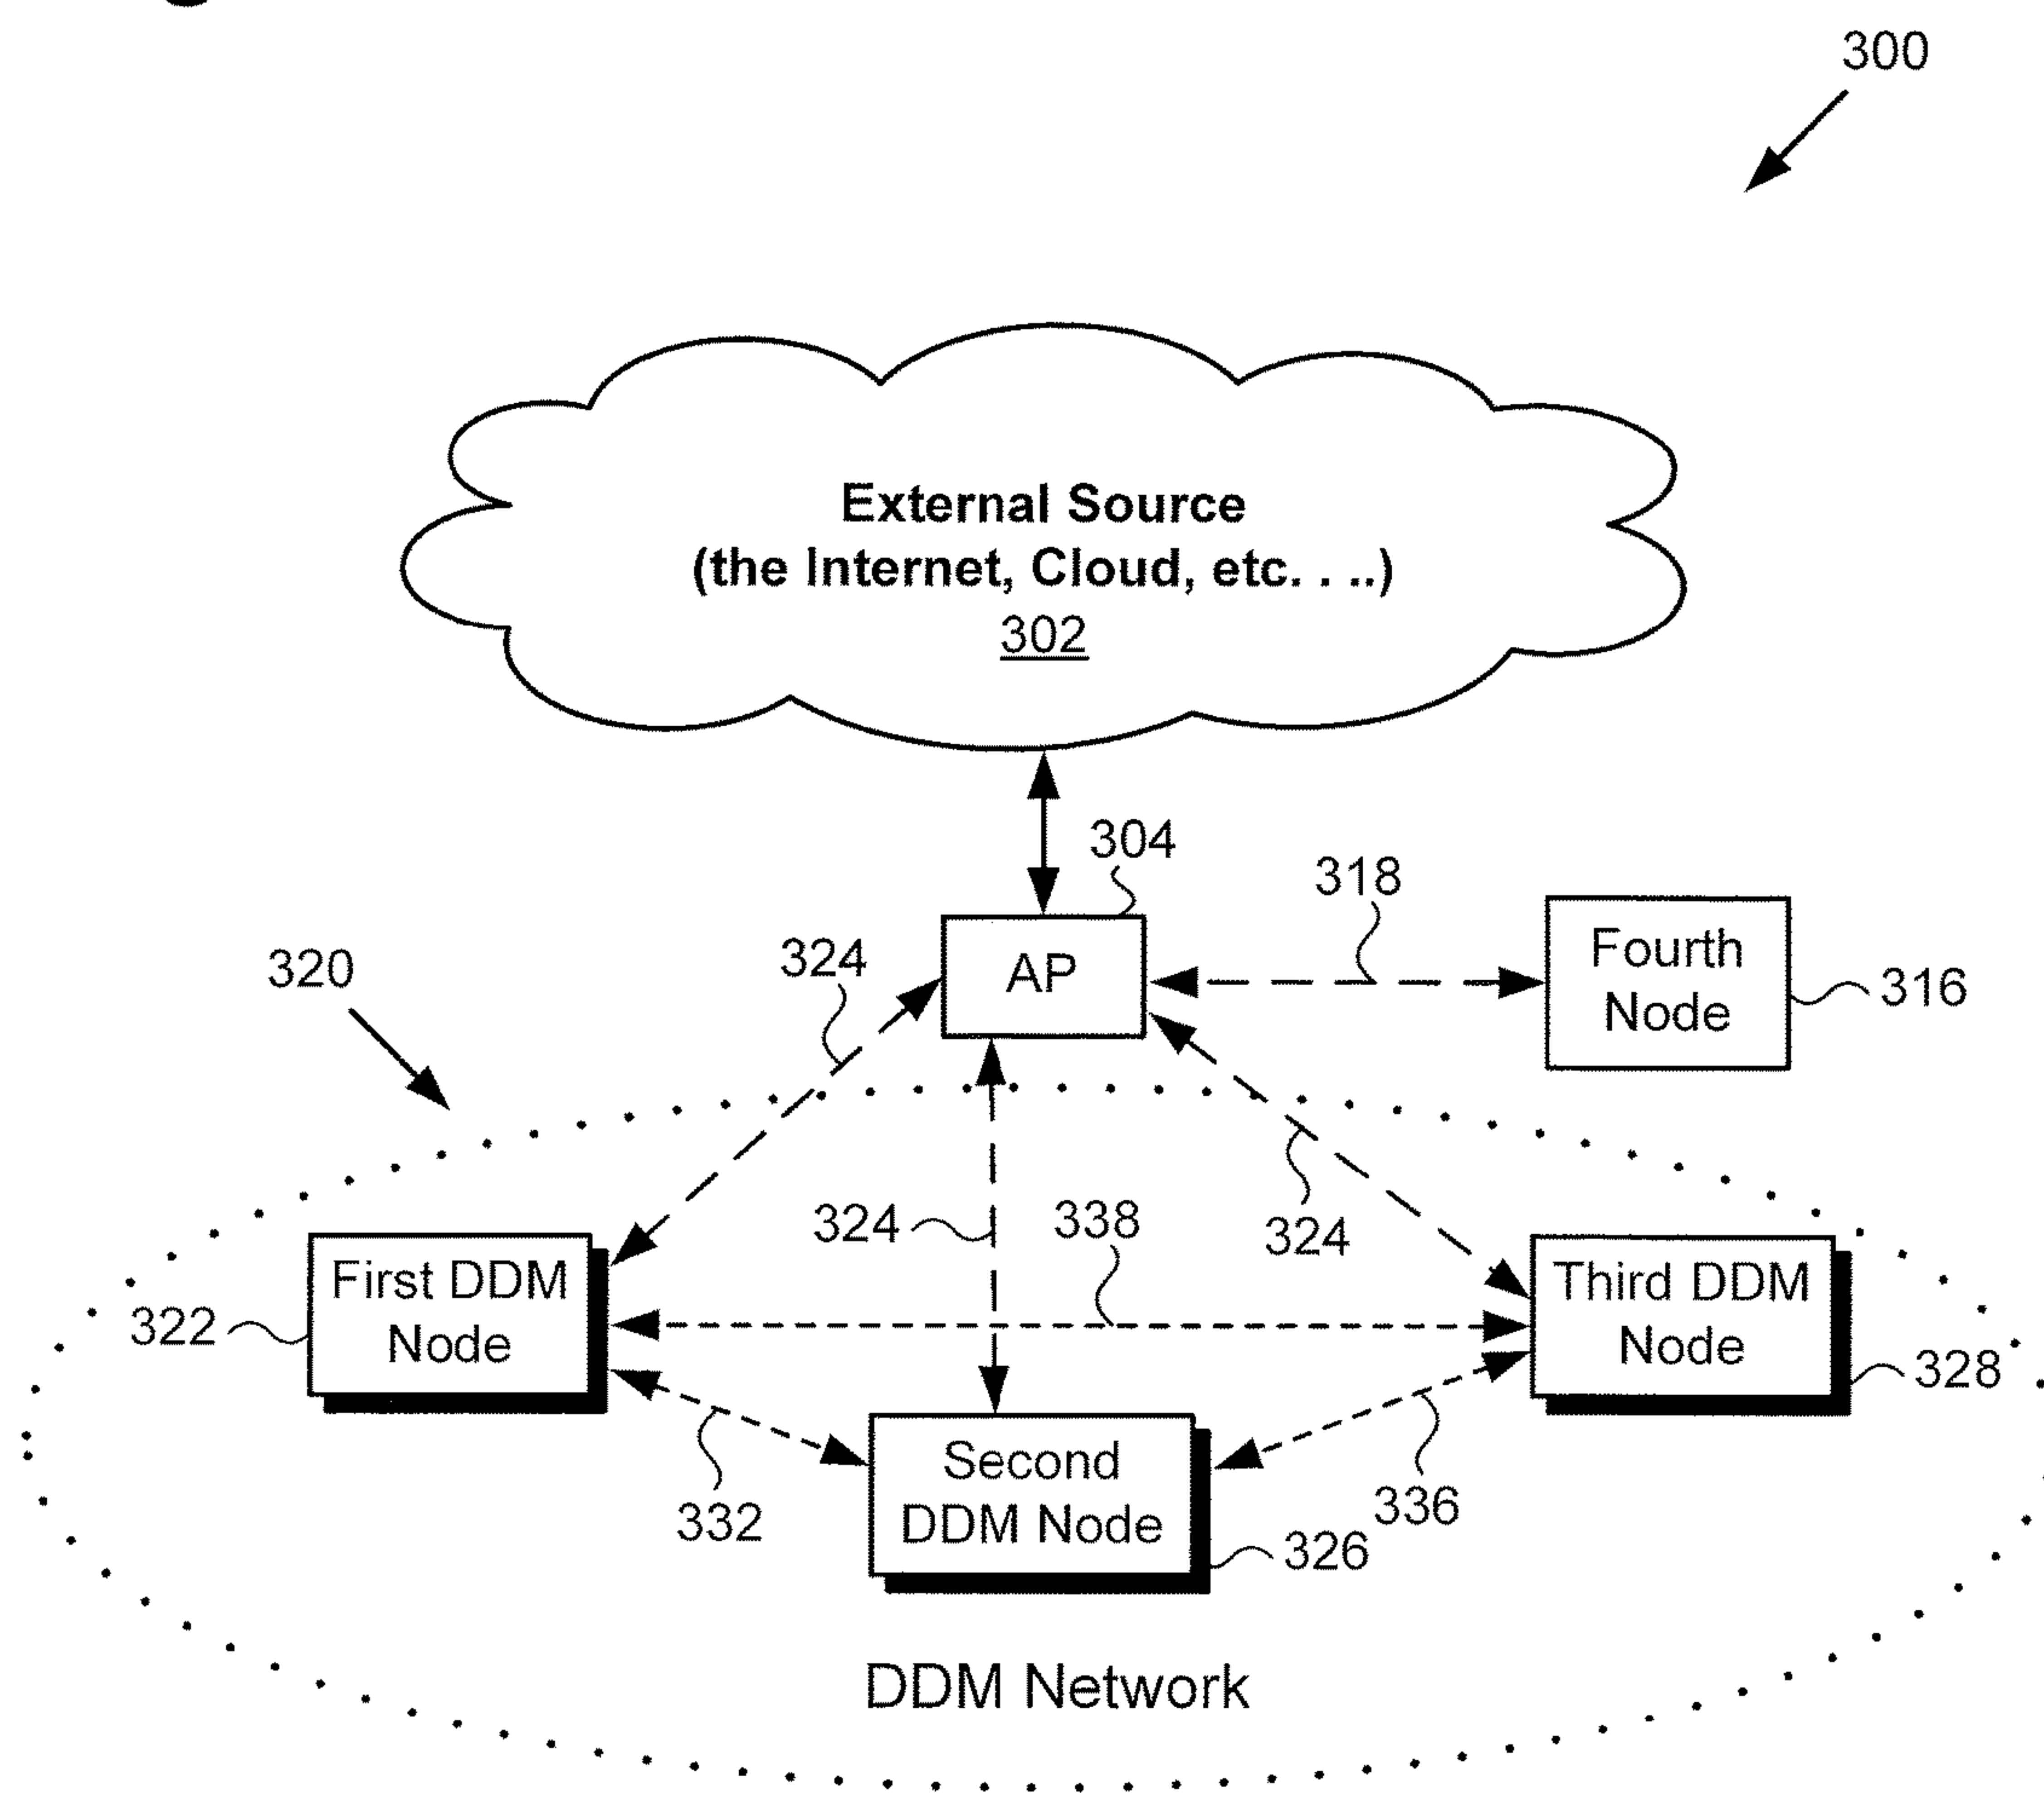 300
External Source
(the Internet, Cloud, etc. . ..)
302
304
318
324
320
AP
Fourth
Node
316
324
338
324
First DDM
Node
322
Third DDM
Node
328
Second
DDM Node
332
336
326
DDM Network